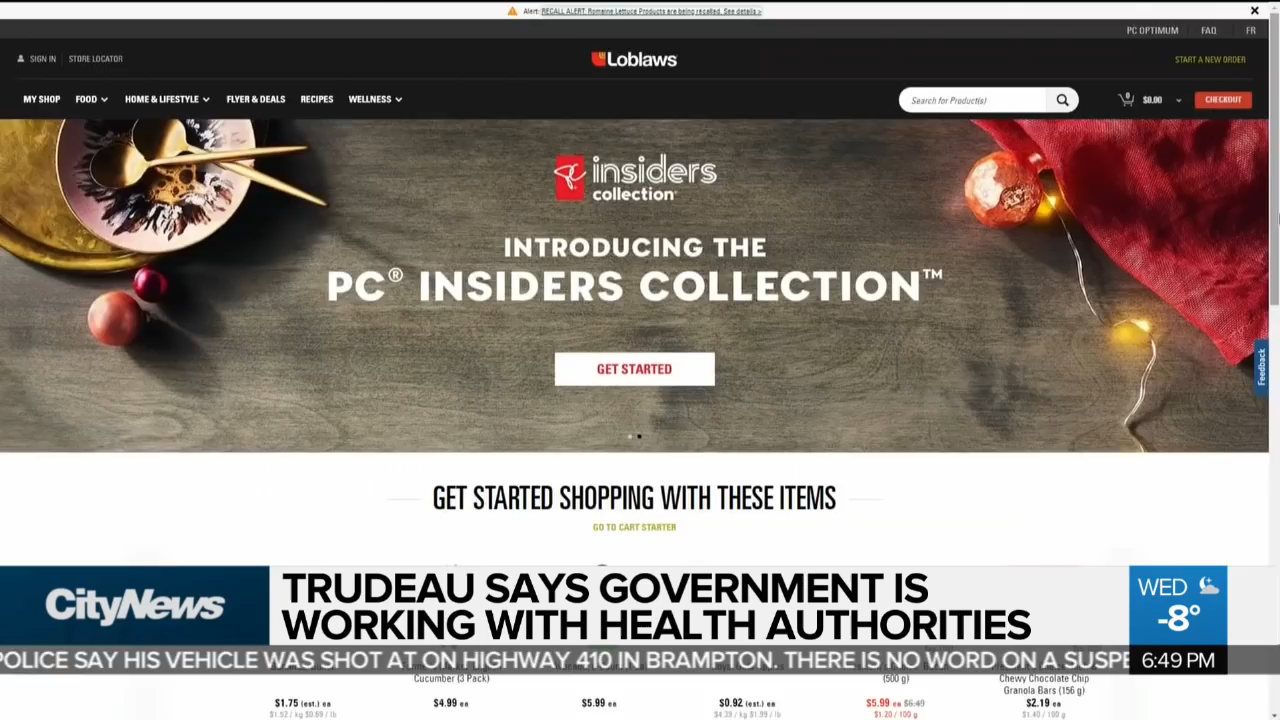 Alert: RECALL ALERT: Romaine Lettuce Products are being recalled. See details >
PC OPTIMUM FAQ FR
SIGN IN STORE LOCATOR
Loblaws
START A NEW ORDER
MY SHOP FOOD HOME & LIFESTYLE FLYER & DEALS RECIPES WELLNESS
Search for Product(s)
0 $0.00 CHECKOUT
insiders
collection
INTRODUCING THE
PC® INSIDERS COLLECTION™
GET STARTED
Feedback
GET STARTED SHOPPING WITH THESE ITEMS
GO TO CART STARTER
CityNews
TRUDEAU SAYS GOVERNMENT IS
WORKING WITH HEALTH AUTHORITIES
WED
-8°
POLICE SAY HIS VEHICLE WAS SHOT AT ON HIGHWAY 410 IN BRAMPTON. THERE IS NO WORD ON A SUSPE
6:49 PM
Cucumber (3 Pack)
(500 g)
Chewy Chocolate Chip
Granola Bars (156 g)
$1.75 (est.) ea $4.99 ea $5.99 ea $0.92 (est.) ea $5.99 ea $6.49 $2.19 ea
$1.52 / kg $0.69 / lb $4.39 / kg $1.99 / lb $1.20 / 100 g $1.40 / 100 g